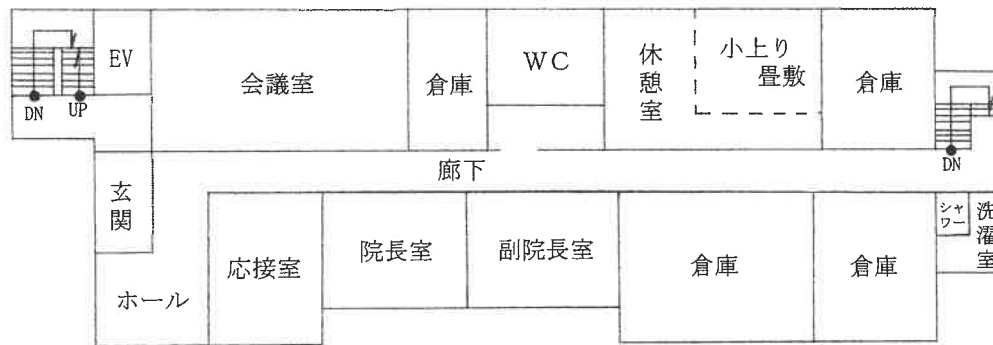 EV
会議室
倉庫
WC
休憩室
小上り
畳敷
倉庫
DN
UP
DN
廊下
玄関
ホール
応接室
院長室
副院長室
倉庫
倉庫
シャワー
洗濯室